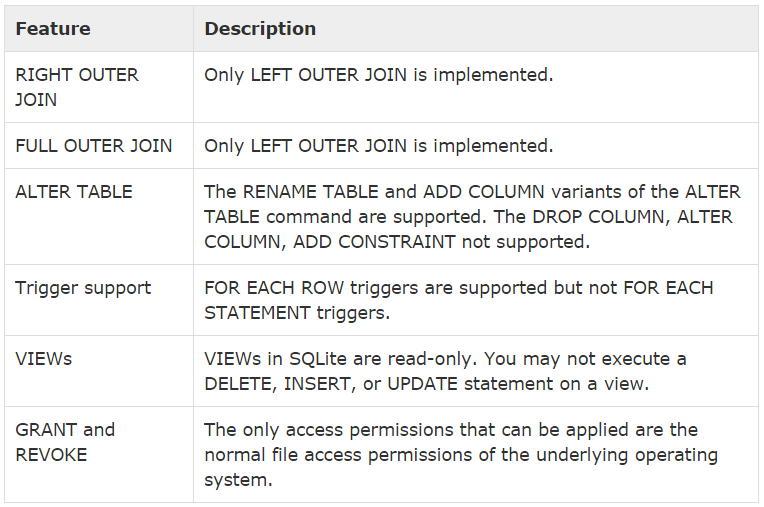 Feature Description
RIGHT OUTER Only LEFT OUTER JOIN is implemented.
JOIN
FULL OUTER JOIN Only LEFT OUTER JOIN is implemented.
ALTER TABLE The RENAME TABLE and ADD COLUMN variants of the ALTER
TABLE command are supported. The DROP COLUMN, ALTER
COLUMN, ADD CONSTRAINT not supported.
Trigger support FOR EACH ROW triggers are supported but not FOR EACH
STATEMENT triggers.
VIEWs VIEWs in SQLite are read-only. You may not execute a
DELETE, INSERT, or UPDATE statement on a view.
GRANT and The only access permissions that can be applied are the
REVOKE normal file access permissions of the underlying operating
system.